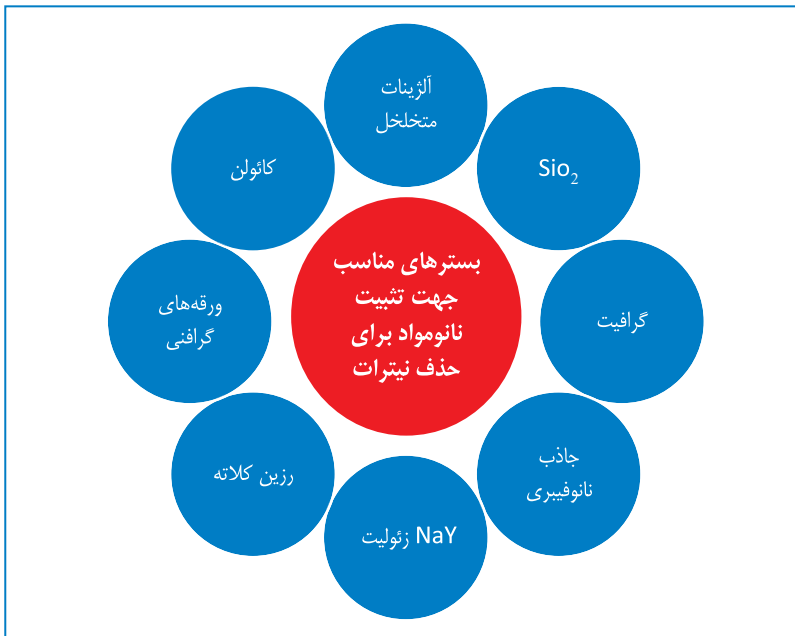 آلژینات
متخلخل
Sio₂
کائولن
بسترهای مناسب
جهت تثبیت
نانومواد برای
حذف نیترات
ورقه‌های
گرافنی
گرافیت
جاذب
نانوفیبری
رزین کلاته
زئولیت NaY